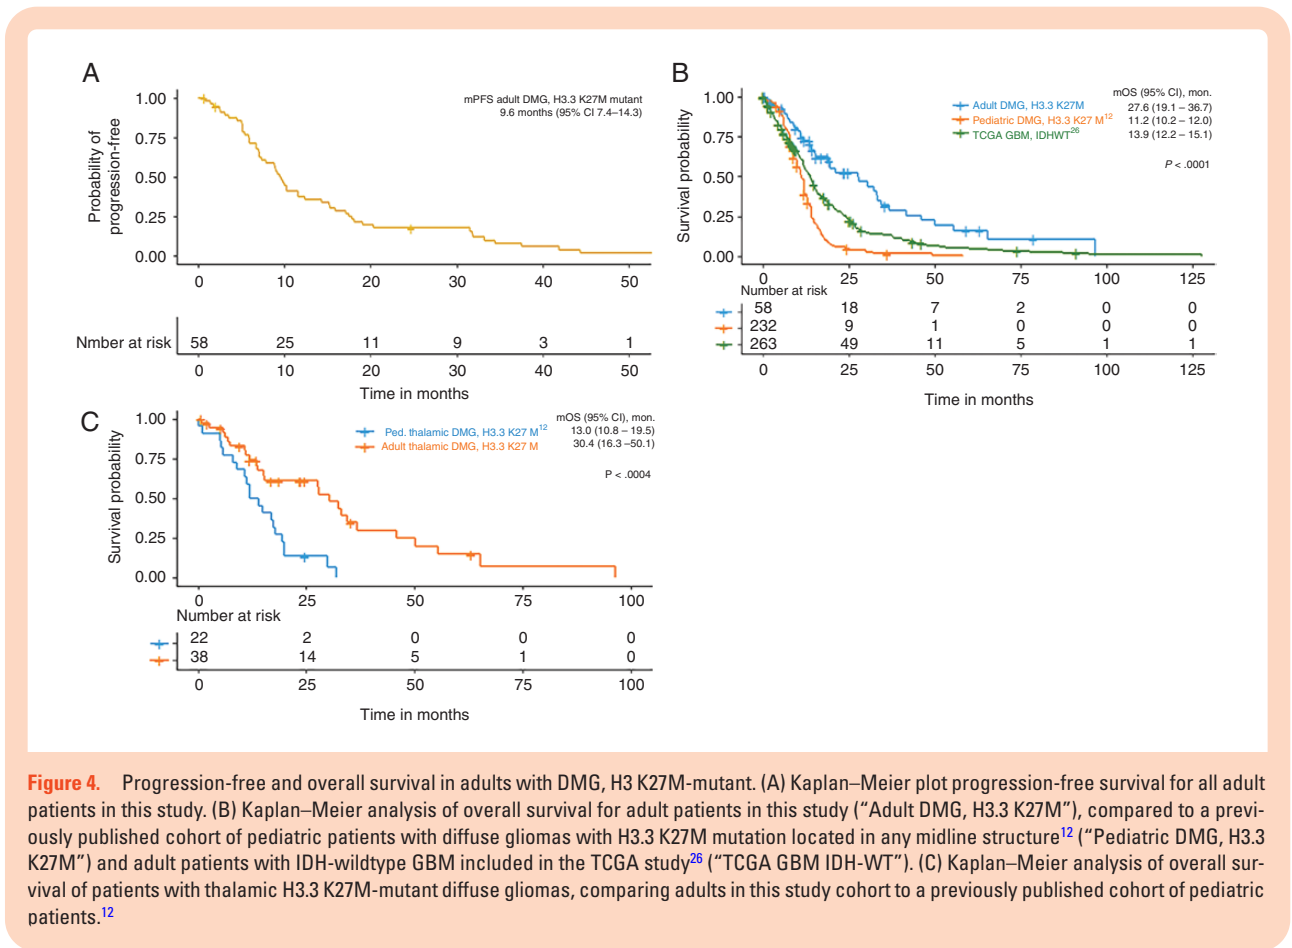 A
1.00
0.75
0.50
0.25
0.00
Probability of
progression-free
mPFS adult DMG, H3.3 K27M mutant
9.6 months (95% CI 7.4–14.3)
0 10 20 30 40 50
Nmber at risk 58 25 11 9 3 1
0 10 20 30 40 50
Time in months
B
1.00
0.75
0.50
0.25
0.00
Survival probability
mOS (95% CI), mon.
Adult DMG, H3.3 K27M 27.6 (19.1 – 36.7)
Pediatric DMG, H3.3 K27 M12 11.2 (10.2 – 12.0)
TCGA GBM, IDHWT26 13.9 (12.2 – 15.1)
P < .0001
0 25 50 75 100 125
Number at risk
58 18 7 2 0 0
232 9 1 0 0 0
263 49 11 5 1 1
0 25 50 75 100 125
Time in months
C
1.00
0.75
0.50
0.25
0.00
Survival probability
mOS (95% CI), mon.
Ped. thalamic DMG, H3.3 K27 M12 13.0 (10.8 – 19.5)
Adult thalamic DMG, H3.3 K27 M 30.4 (16.3 –50.1)
P < .0004
0 25 50 75 100
Number at risk
22 2 0 0 0
38 14 5 1 0
0 25 50 75 100
Time in months
Figure 4. Progression-free and overall survival in adults with DMG, H3 K27M-mutant. (A) Kaplan–Meier plot progression-free survival for all adult
patients in this study. (B) Kaplan–Meier analysis of overall survival for adult patients in this study (“Adult DMG, H3.3 K27M”), compared to a previ-
ously published cohort of pediatric patients with diffuse gliomas with H3.3 K27M mutation located in any midline structure12 (“Pediatric DMG, H3.3
K27M”) and adult patients with IDH-wildtype GBM included in the TCGA study26 (“TCGA GBM IDH-WT”). (C) Kaplan–Meier analysis of overall sur-
vival of patients with thalamic H3.3 K27M-mutant diffuse gliomas, comparing adults in this study cohort to a previously published cohort of pediatric
patients.12